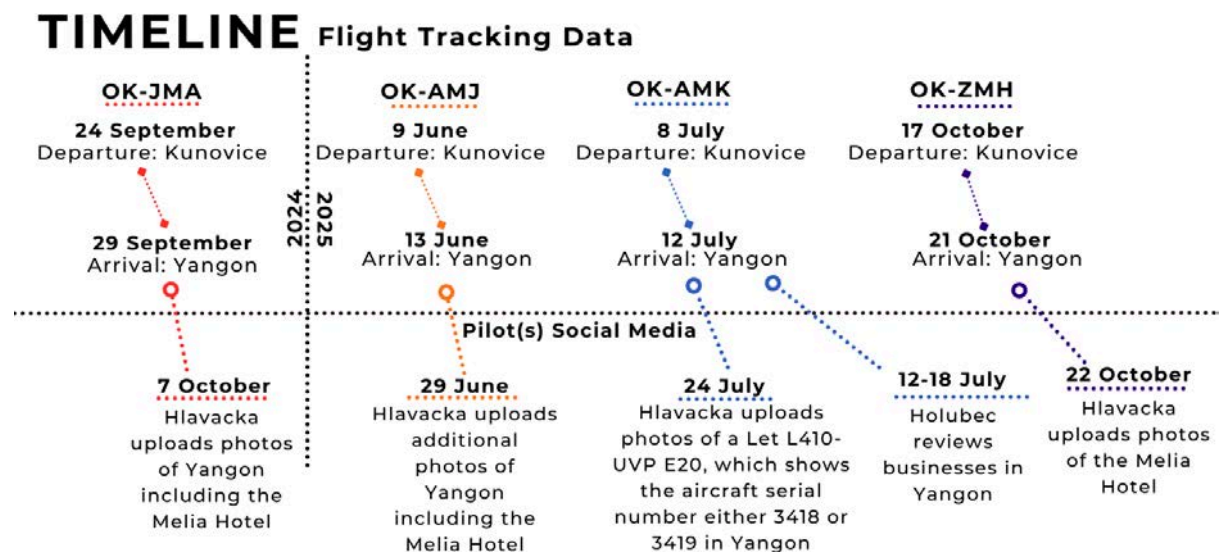 TIMELINE Flight Tracking Data
OK-JMA
24 September
Departure: Kunovice
29 September
Arrival: Yangon
2024
2025
OK-AMJ
9 June
Departure: Kunovice
13 June
Arrival: Yangon
OK-AMK
8 July
Departure: Kunovice
12 July
Arrival: Yangon
OK-ZMH
17 October
Departure: Kunovice
21 October
Arrival: Yangon
Pilot(s) Social Media
7 October
Hlavacka
uploads photos
of Yangon
including the
Melia Hotel
29 June
Hlavacka uploads
additional
photos of
Yangon
including the
Melia Hotel
24 July
Hlavacka uploads
photos of a Let L410-
UVP E20, which shows
the aircraft serial
number either 3418 or
3419 in Yangon
12-18 July
Holubec
reviews
businesses in
Yangon
22 October
Hlavacka
uploads photos
of the Melia
Hotel